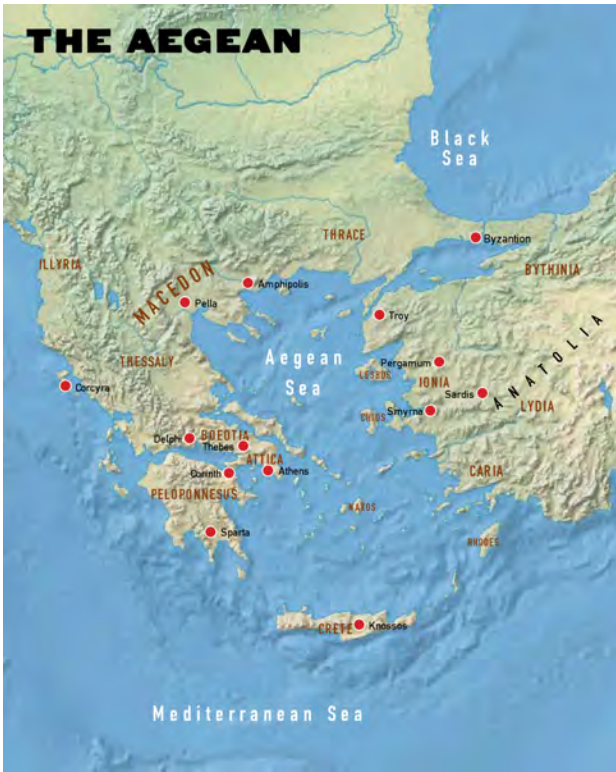 THE AEGEAN
Black
Sea
THRACE
Byzantion
ILLYRIA
MACEDON
BYTHINIA
Amphipolis
Pella
Troy
TRESSALY
Aegean
Sea
Pergamum
LESBOS
IONIA
ANATOLIA
Corcyra
Sardis
LYDIA
CHIOS
Smyrna
Delphi
BOEOTIA
Thebes
ATTICA
Corinth
Athens
CARIA
PELOPONNESUS
NAXOS
Sparta
RHODES
CRETE
Knossos
Mediterranean Sea